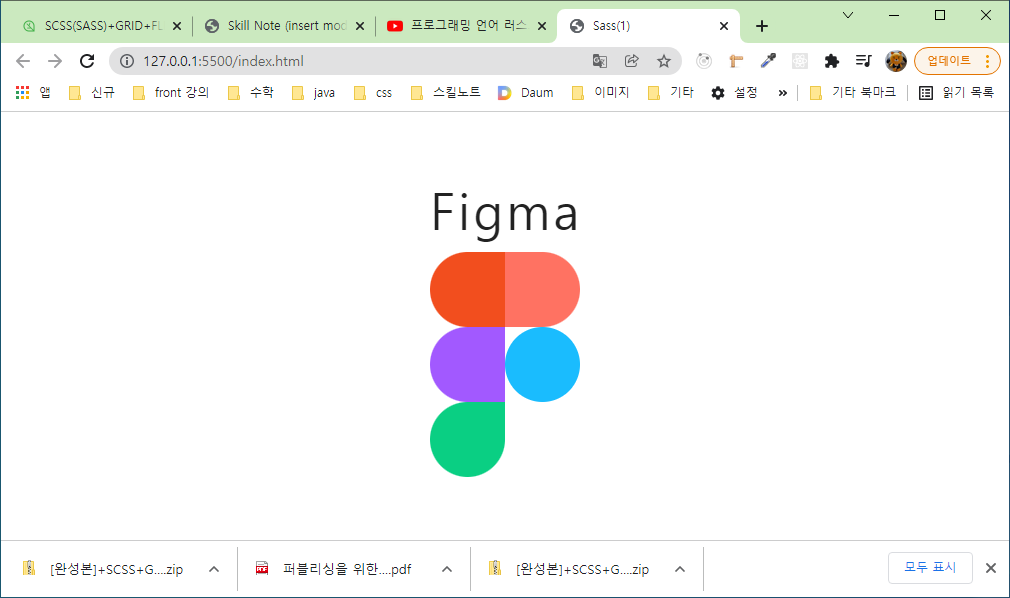 SCSS(SASS)+GRID+FL
Skill Note (insert mod
프로그래밍 언어 러스
Sass(1)
127.0.0.1:5500/index.html
업데이트
앱 신규 front 강의 수학 java css 스킬노트 Daum 이미지 기타 설정 » 기타 북마크 읽기 목록
Figma
[완성본]+SCSS+G....zip
퍼블리싱을 위한....pdf
[완성본]+SCSS+G....zip
모두 표시